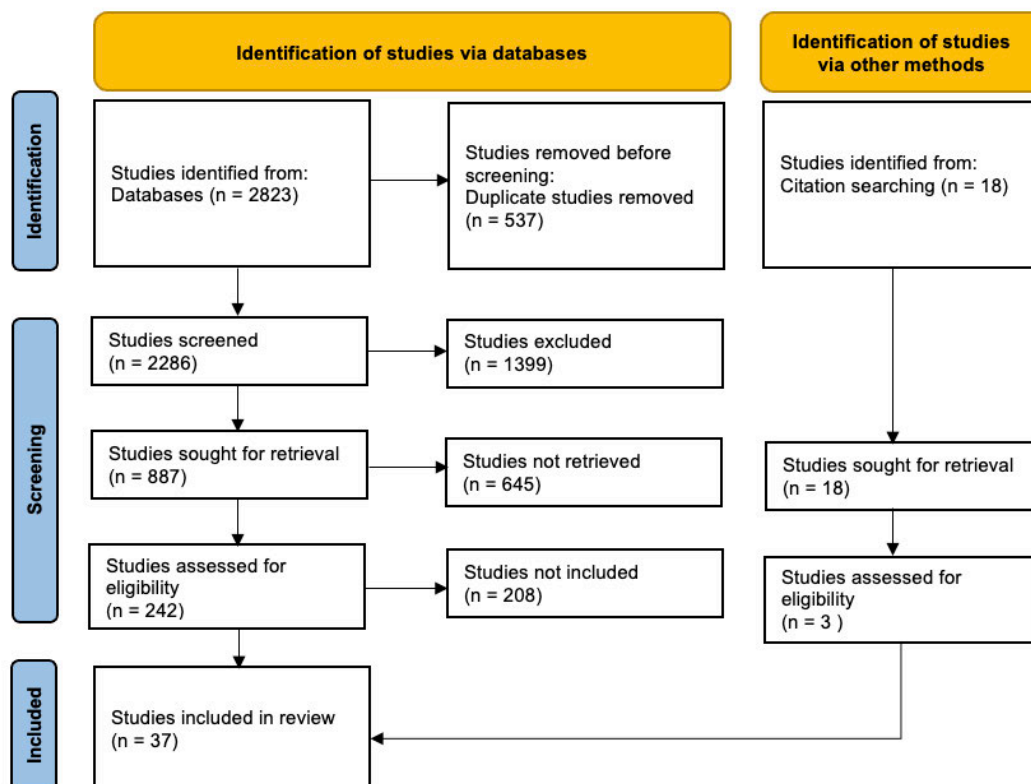 Identification of studies via databases
Identification of studies
via other methods
Identification
Studies identified from:
Databases (n = 2823)
Studies removed before
screening:
Duplicate studies removed
(n = 537)
Studies identified from:
Citation searching (n = 18)
Screening
Studies screened
(n = 2286)
Studies excluded
(n = 1399)
Studies sought for retrieval
(n = 887)
Studies not retrieved
(n = 645)
Studies sought for retrieval
(n = 18)
Studies assessed for
eligibility
(n = 242)
Studies not included
(n = 208)
Studies assessed for
eligibility
(n = 3 )
Included
Studies included in review
(n = 37)